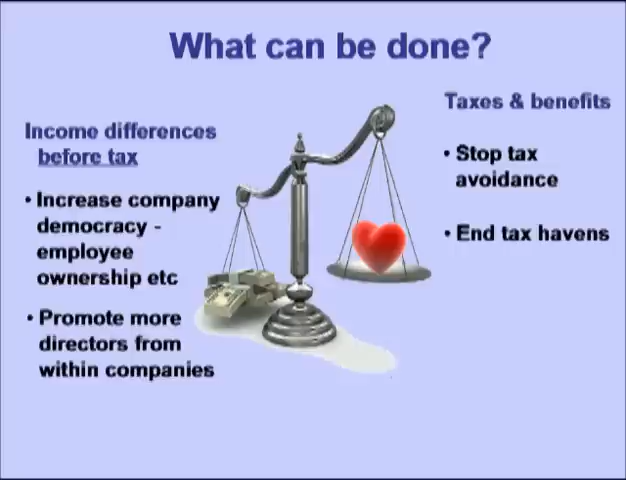 What can be done?
Income differences
before tax
• Increase company
democracy -
employee
ownership etc
• Promote more
directors from
within companies
Taxes & benefits
• Stop tax
avoidance
• End tax havens